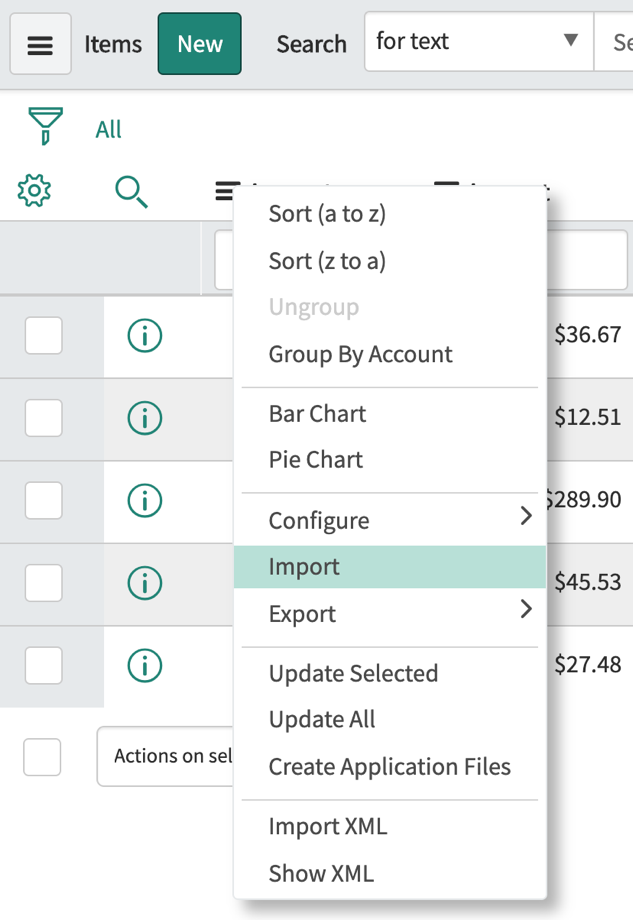 Items New Search for text Se
All
Sort (a to z)
Sort (z to a)
Ungroup
Group By Account
$36.67
Bar Chart
$12.51
Pie Chart
$289.90
Configure
Import
$45.53
Export
$27.48
Update Selected
Update All
Actions on sel
Create Application Files
Import XML
Show XML